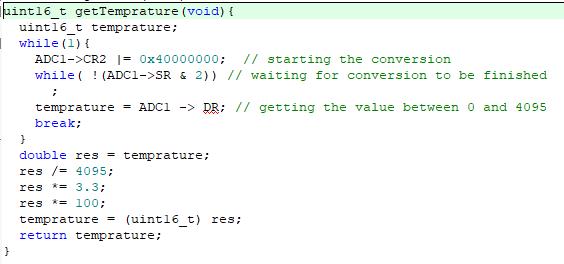 uint16_t getTemprature(void){
uint16_t temprature;
while(1){
ADC1->CR2 |= 0x40000000; // starting the conversion
while( !(ADC1->SR & 2)) // waiting for conversion to be finished
;
temprature = ADC1 -> DR; // getting the value between 0 and 4095
break;
}
double res = temprature;
res /= 4095;
res *= 3.3;
res *= 100;
temprature = (uint16_t) res;
return temprature;
}